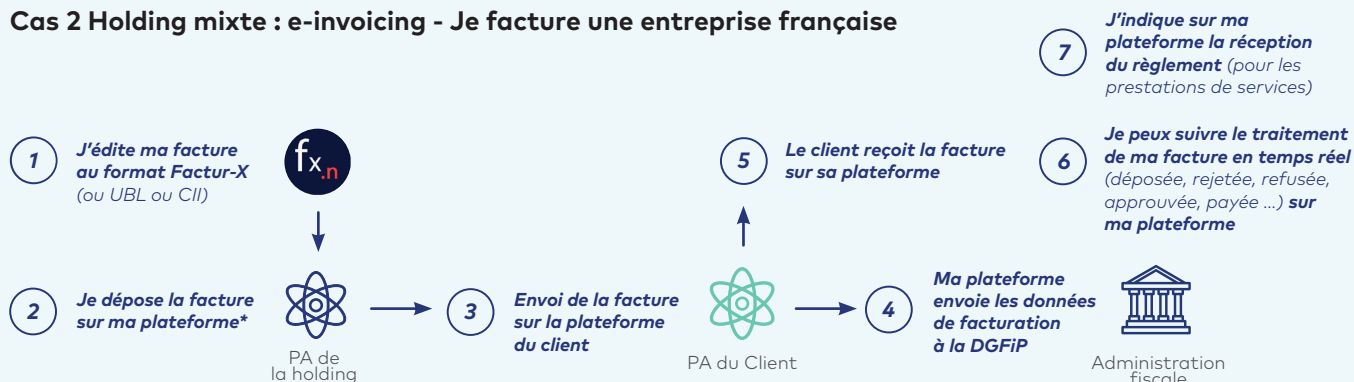 Cas 2 Holding mixte : e-invoicing - Je facture une entreprise française
1
J'édite ma facture
au format Factur-X
(ou UBL ou CII)
fx.n
2
Je dépose la facture
sur ma plateforme*
PA de
la holding
3
Envoi de la facture
sur la plateforme
du client
PA du Client
4
Ma plateforme
envoie les données
de facturation
à la DGFiP
Administration
fiscale
5
Le client reçoit la facture
sur sa plateforme
6
Je peux suivre le traitement
de ma facture en temps réel
(déposée, rejetée, refusée,
approuvée, payée ...) sur
ma plateforme
7
J'indique sur ma
plateforme la réception
du règlement (pour les
prestations de services)